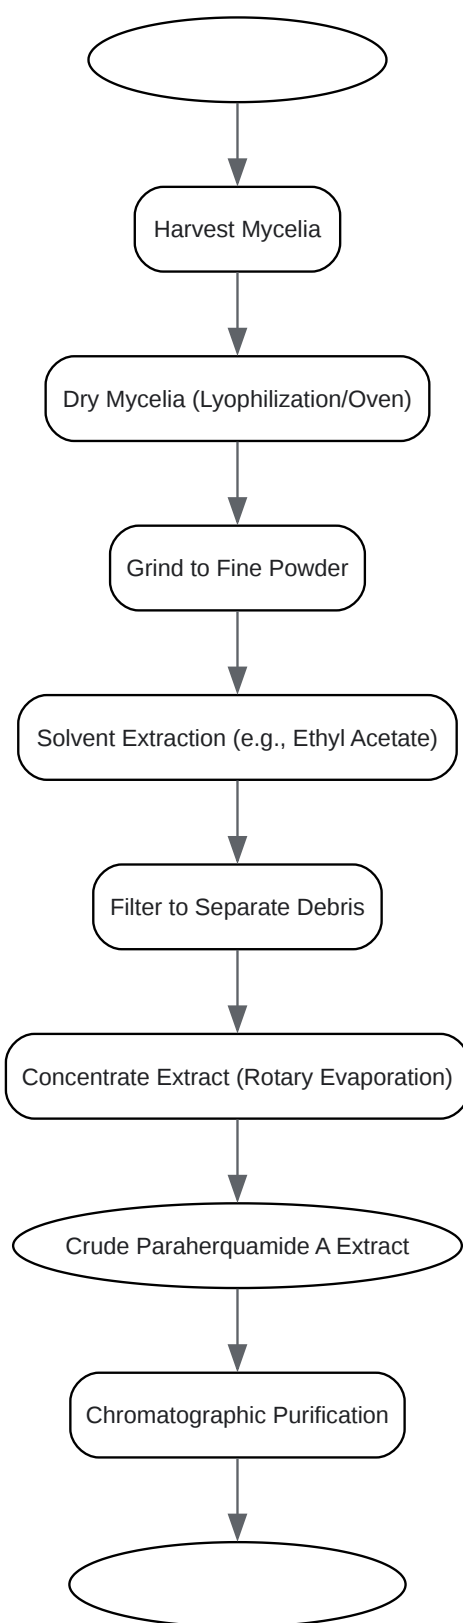 Harvest Mycelia
Dry Mycelia (Lyophilization/Oven)
Grind to Fine Powder
Solvent Extraction (e.g., Ethyl Acetate)
Filter to Separate Debris
Concentrate Extract (Rotary Evaporation)
Crude Paraherquamide A Extract
Chromatographic Purification